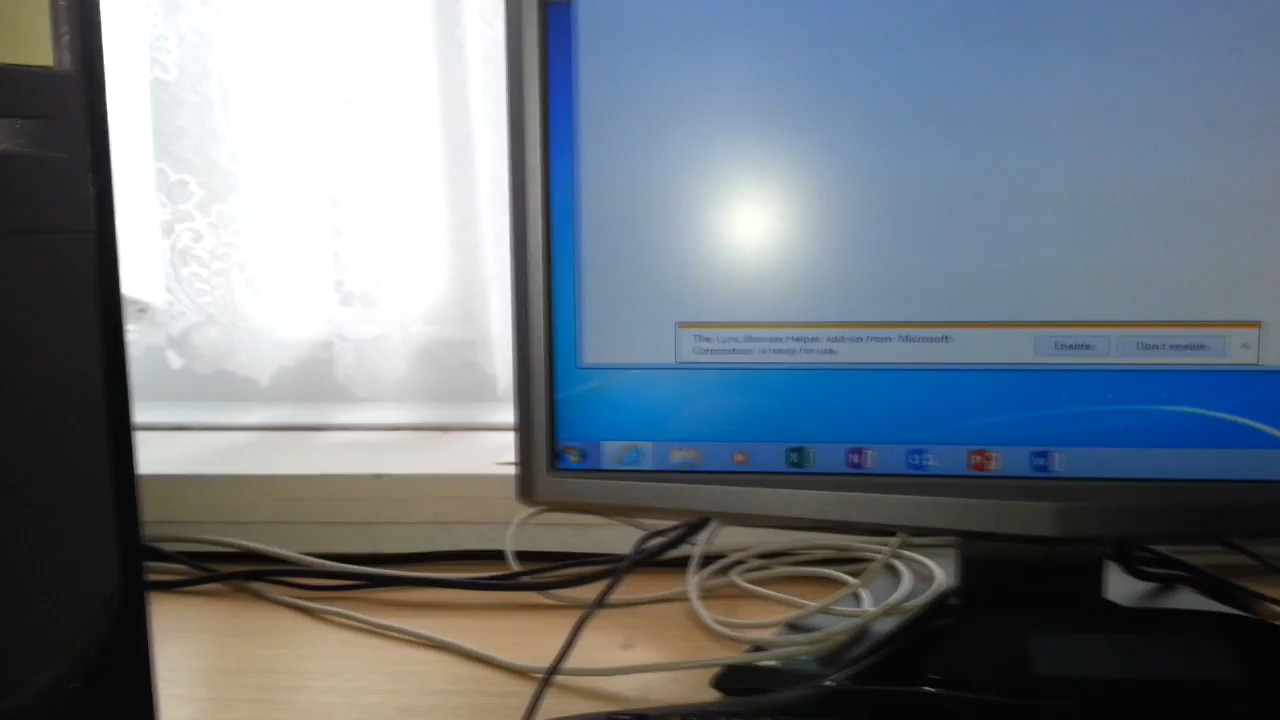 The 'Lync Browser Helper' add-on from 'Microsoft
Corporation' is ready for use.
Enable
Don't enable